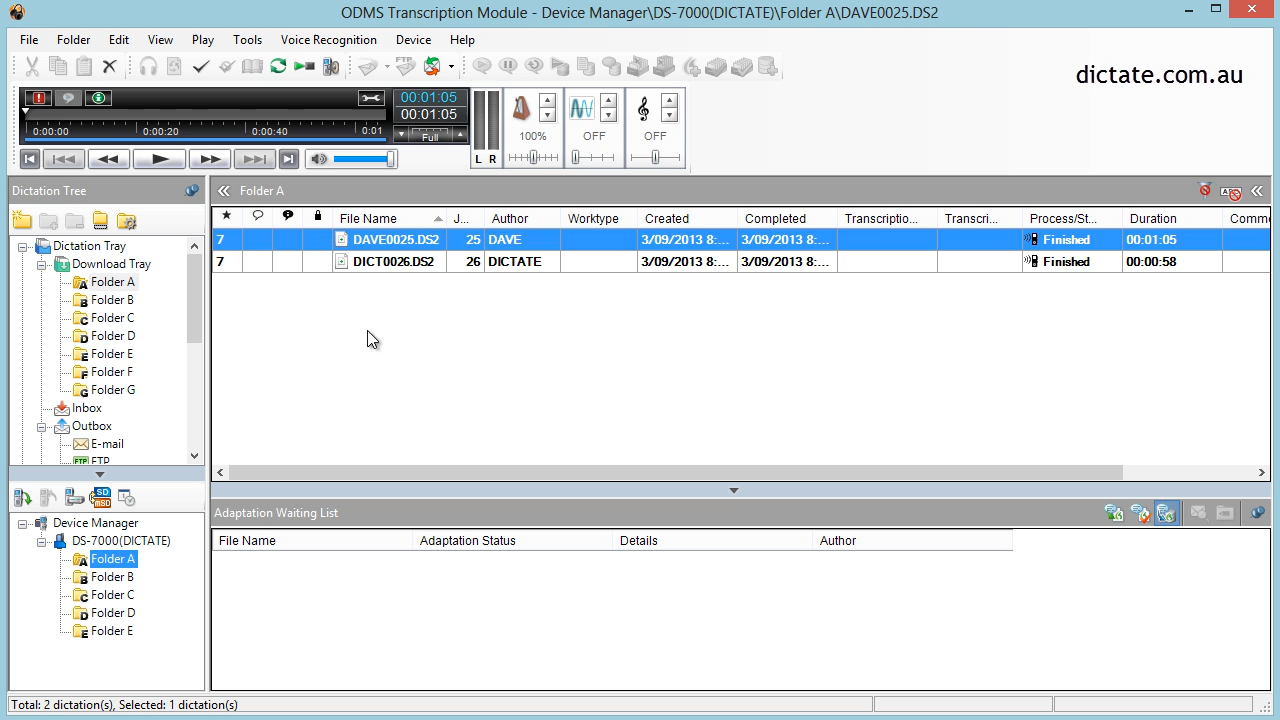 ODMS Transcription Module - Device Manager\DS-7000(DICTATE)\Folder A\DAVE0025.DS2
File Folder Edit View Play Tools Voice Recognition Device Help
dictate.com.au
00:01:05
00:01:05
0:00:00 0:00:20 0:00:40 0:01
Full
L R
100% OFF OFF
Dictation Tree
Folder A
Dictation Tray
Download Tray
Folder A
Folder B
Folder C
Folder D
Folder E
Folder F
Folder G
Inbox
Outbox
E-mail
FTP
File Name J... Author Worktype Created Completed Transcriptio... Transcri... Process/St... Duration Comme
7 DAVE0025.DS2 25 DAVE 3/09/2013 8:... 3/09/2013 8:... Finished 00:01:05
7 DICT0026.DS2 26 DICTATE 3/09/2013 8:... 3/09/2013 8:... Finished 00:00:58
Device Manager
DS-7000(DICTATE)
Folder A
Folder B
Folder C
Folder D
Folder E
Adaptation Waiting List
File Name Adaptation Status Details Author
Total: 2 dictation(s), Selected: 1 dictation(s)